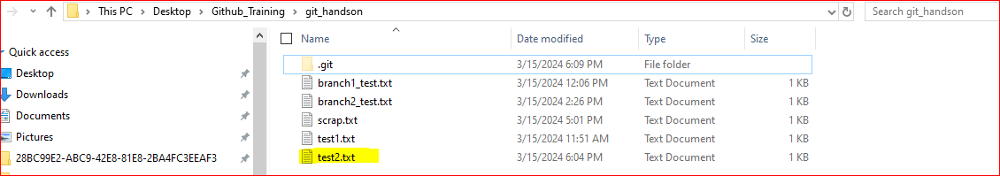 This PC > Desktop > Github_Training > git_handson
Search git_handson
Quick access
Desktop
Downloads
Documents
Pictures
28BC99E2-ABC9-42E8-81E8-2BA4FC3EEAF3
Name Date modified Type Size
.git 3/15/2024 6:09 PM File folder
branch1_test.txt 3/15/2024 12:06 PM Text Document 1 KB
branch2_test.txt 3/15/2024 2:26 PM Text Document 1 KB
scrap.txt 3/15/2024 5:01 PM Text Document 1 KB
test1.txt 3/15/2024 11:51 AM Text Document 1 KB
test2.txt 3/15/2024 6:04 PM Text Document 1 KB